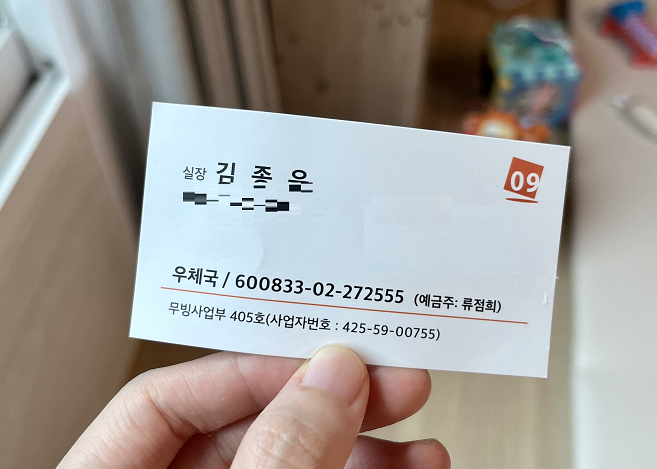 실장 김종운
09
우체국 / 600833-02-272555 (예금주: 류점희)
무빙사업부 405호(사업자번호 : 425-59-00755)